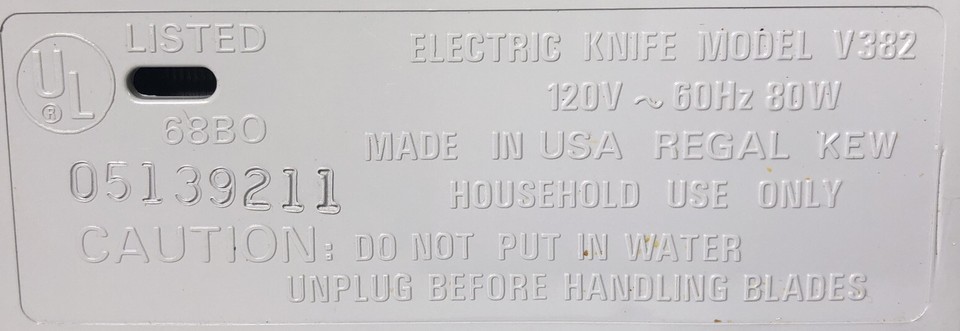 UL® LISTED
68BO
05139211
ELECTRIC KNIFE MODEL V382
120V ~ 60Hz 80W
MADE IN USA REGAL KEW
HOUSEHOLD USE ONLY
CAUTION: DO NOT PUT IN WATER
UNPLUG BEFORE HANDLING BLADES